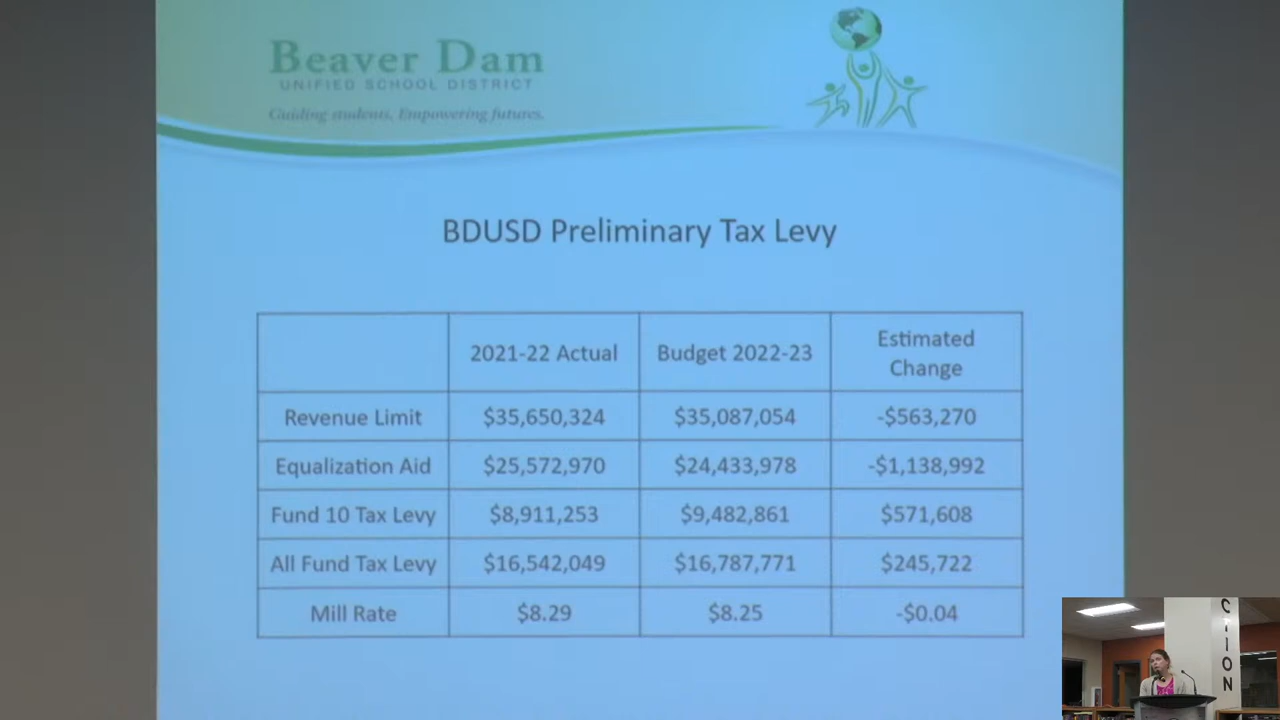 Beaver Dam
UNIFIED SCHOOL DISTRICT
Guiding students, Empowering futures.
BDUSD Preliminary Tax Levy
2021-22 Actual
Budget 2022-23
Estimated
Change
Revenue Limit
$35,650,324
$35,087,054
-$563,270
Equalization Aid
$25,572,970
$24,433,978
-$1,138,992
Fund 10 Tax Levy
$8,911,253
$9,482,861
$571,608
All Fund Tax Levy
$16,542,049
$16,787,771
$245,722
Mill Rate
$8.29
$8.25
-$0.04
CTION